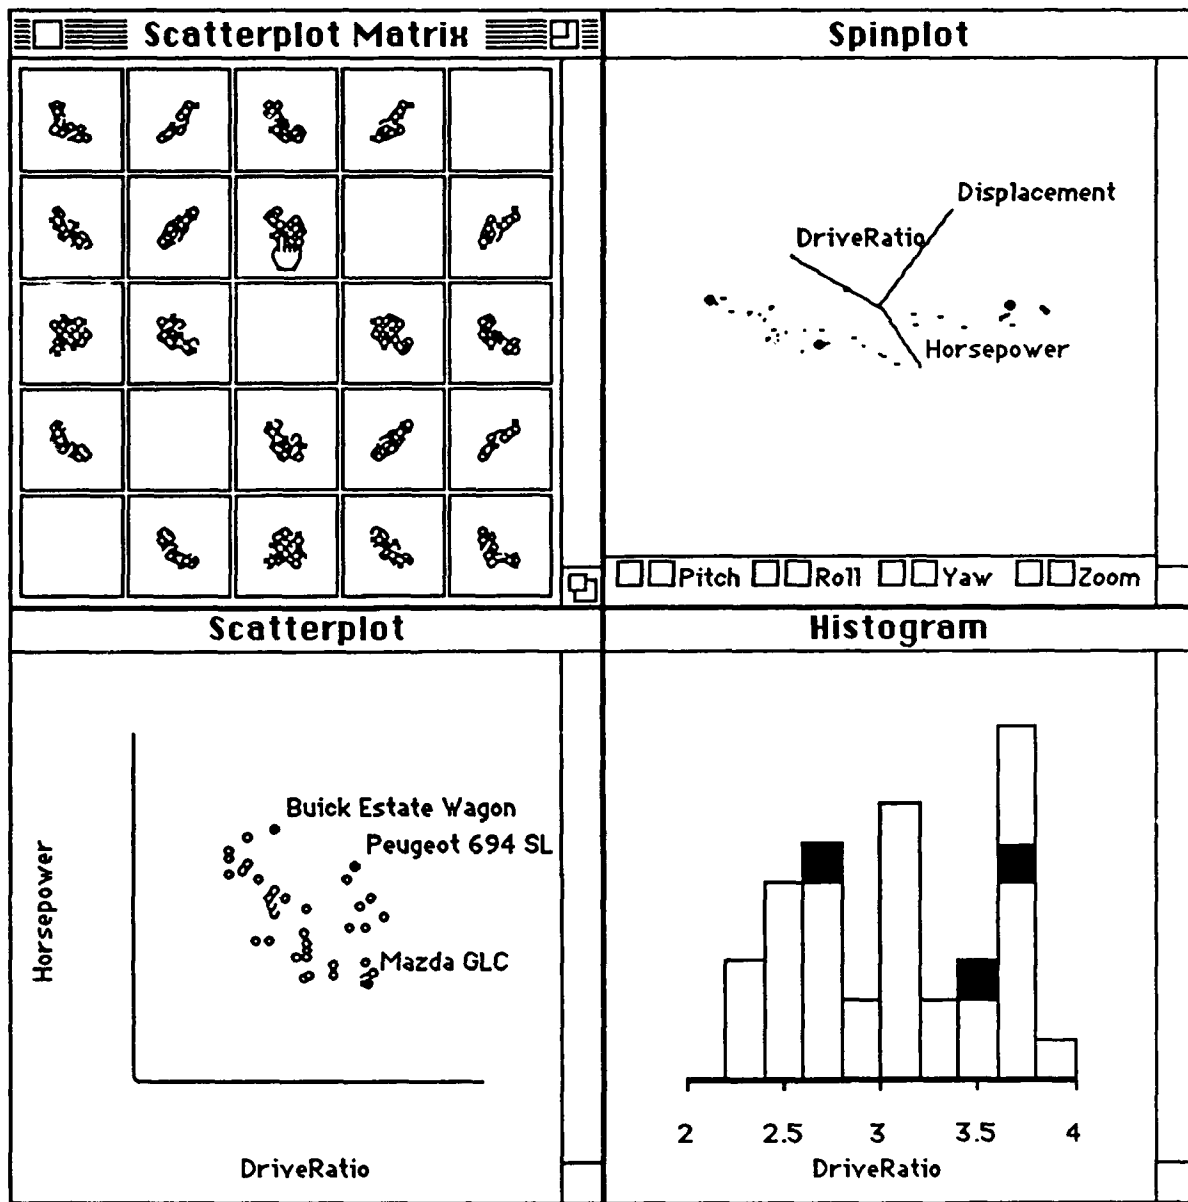 Scatterplot Matrix
Spinplot
Displacement
DriveRatio
Horsepower
Pitch Roll Yaw Zoom
Scatterplot
Buick Estate Wagon
Peugeot 694 SL
Mazda GLC
Horsepower
DriveRatio
Histogram
2 2.5 3 3.5 4
DriveRatio